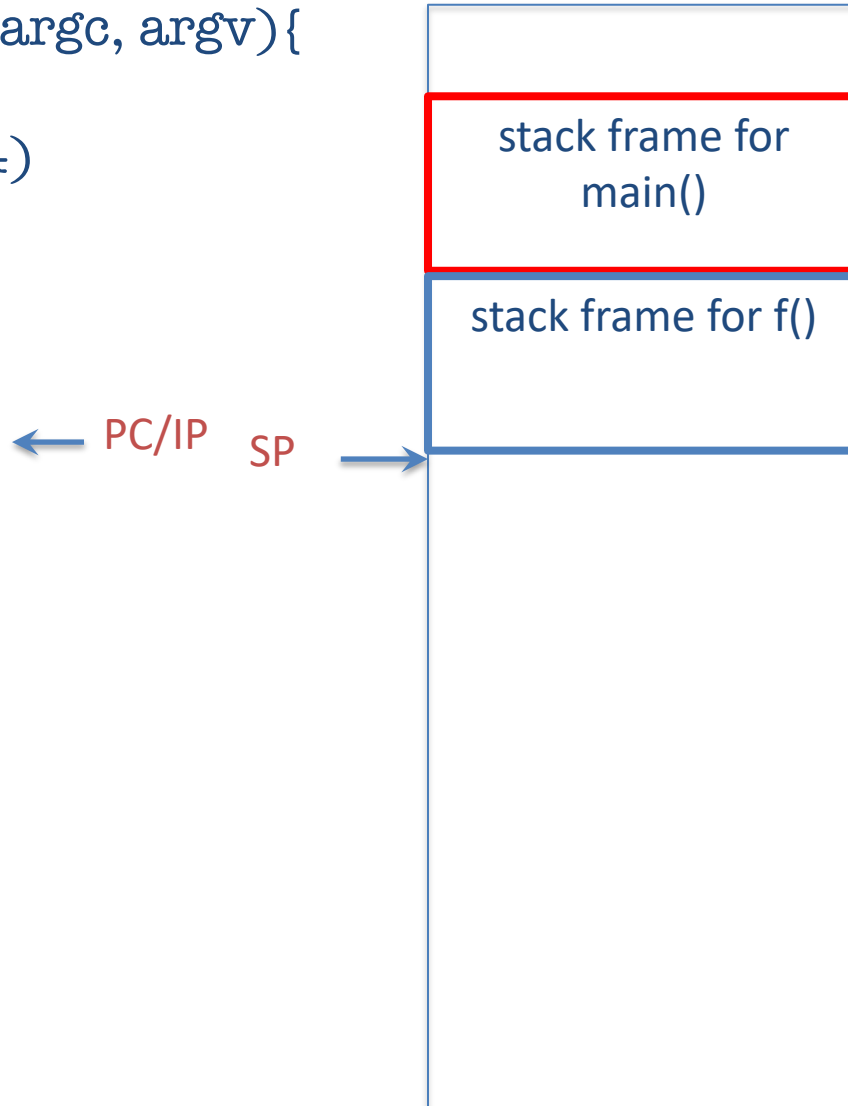 argc, argv){
)
stack frame for
main()
stack frame for f()
PC/IP
SP